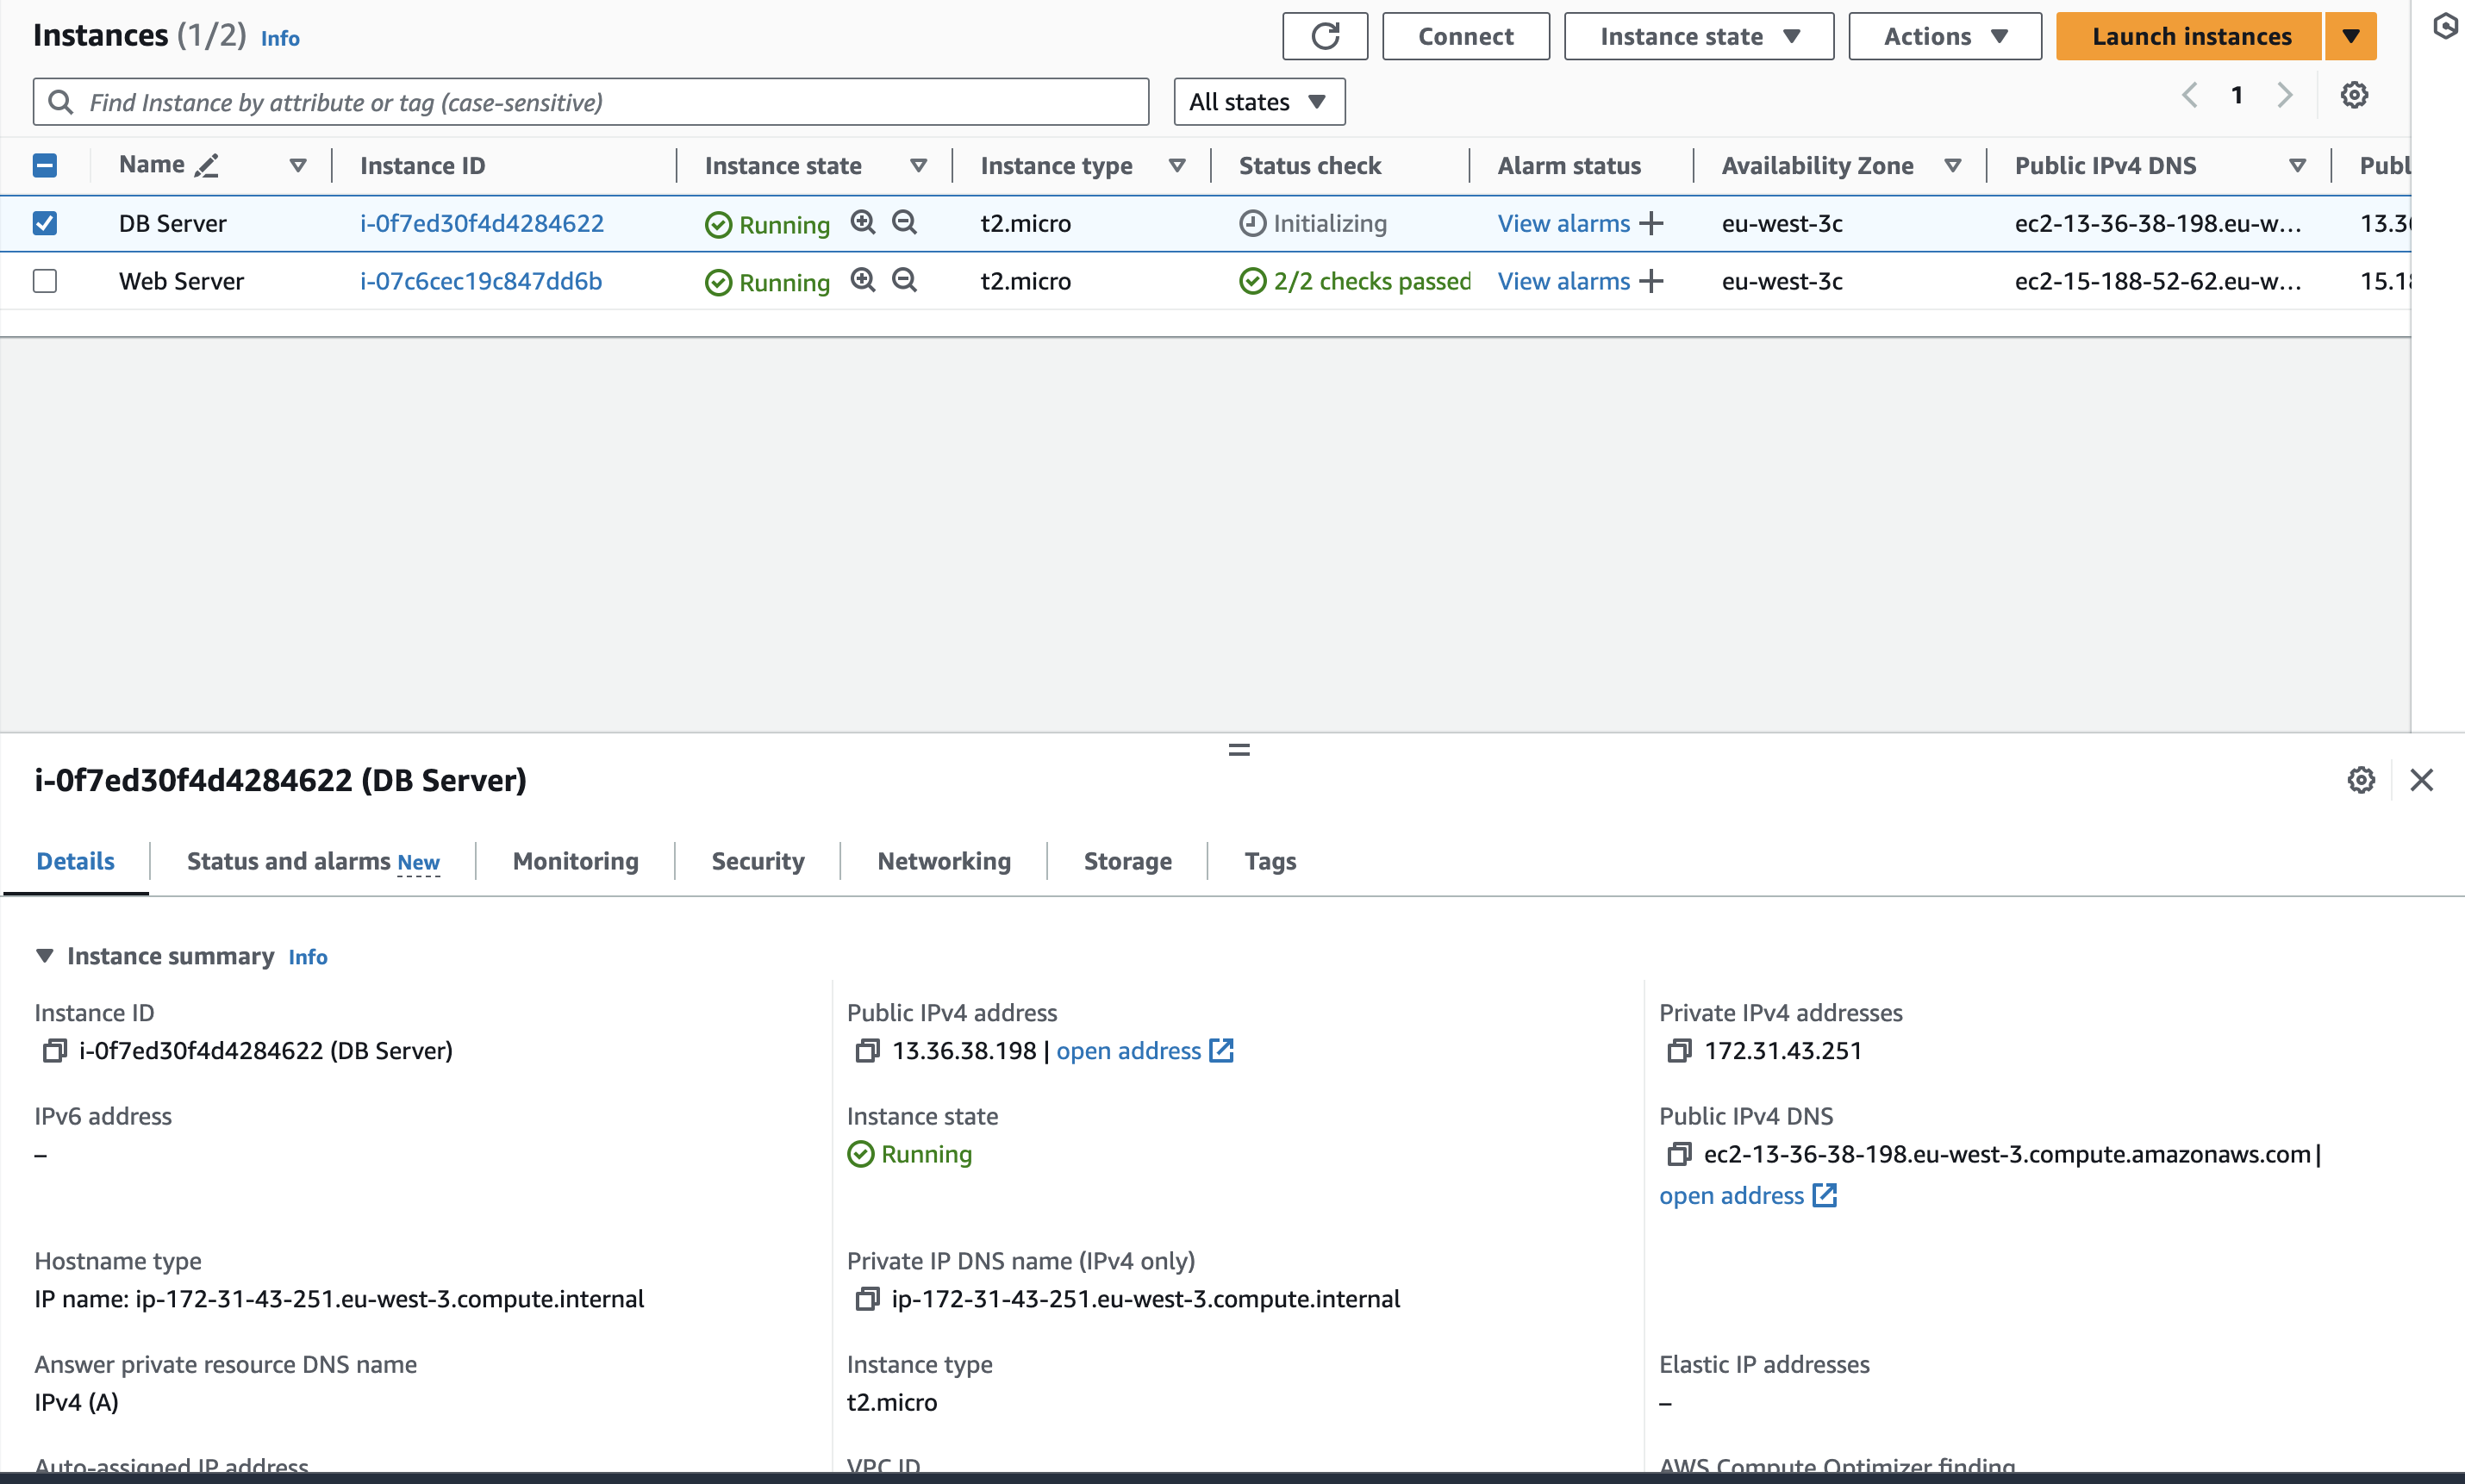 Instances (1/2) Info
Connect
Instance state
Actions
Launch instances
Find Instance by attribute or tag (case-sensitive)
All states
1
Name Instance ID Instance state Instance type Status check Alarm status Availability Zone Public IPv4 DNS Publ
DB Server i-0f7ed30f4d4284622 Running t2.micro Initializing View alarms + eu-west-3c ec2-13-36-38-198.eu-w... 13.3
Web Server i-07c6cec19c847dd6b Running t2.micro 2/2 checks passed View alarms + eu-west-3c ec2-15-188-52-62.eu-w... 15.1
i-0f7ed30f4d4284622 (DB Server)
Details Status and alarms New Monitoring Security Networking Storage Tags
Instance summary Info
Instance ID
i-0f7ed30f4d4284622 (DB Server)
Public IPv4 address
13.36.38.198 | open address
Private IPv4 addresses
172.31.43.251
IPv6 address
–
Instance state
Running
Public IPv4 DNS
ec2-13-36-38-198.eu-west-3.compute.amazonaws.com |
open address
Hostname type
IP name: ip-172-31-43-251.eu-west-3.compute.internal
Private IP DNS name (IPv4 only)
ip-172-31-43-251.eu-west-3.compute.internal
Answer private resource DNS name
IPv4 (A)
Instance type
t2.micro
Elastic IP addresses
–
Auto-assigned IP address
VPC ID
AWS Compute Optimizer finding